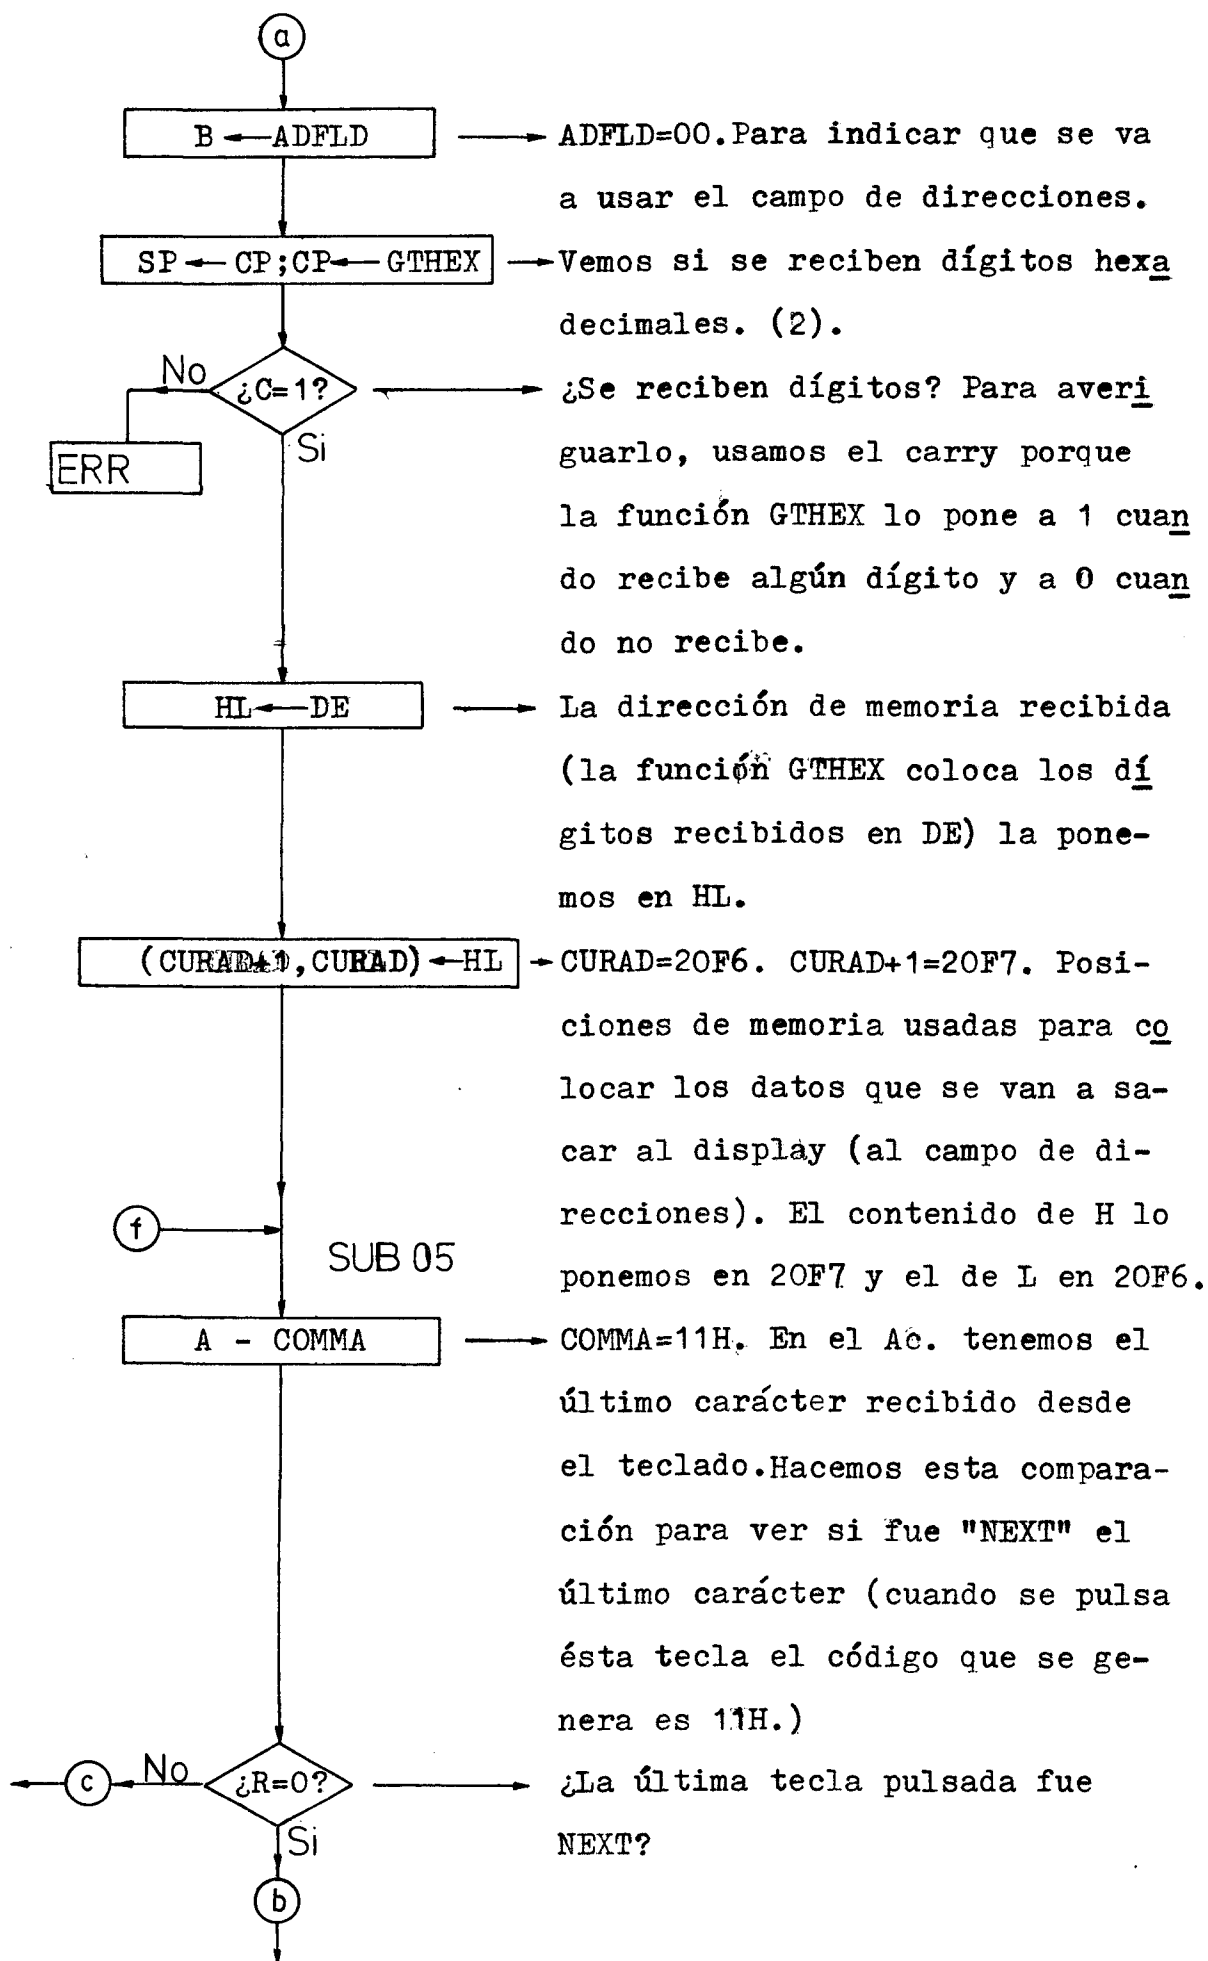 a
B ← ADFLD → ADFLD=00.Para indicar que se va
a usar el campo de direcciones.
SP ← CP;CP ← GTHEX → Vemos si se reciben dígitos hexa
decimales. (2).
No ¿C=1? → ¿Se reciben dígitos? Para averi
Si
ERR
guarlo, usamos el carry porque
la función GTHEX lo pone a 1 cuan
do recibe algún dígito y a 0 cuan
do no recibe.
HL ← DE → La dirección de memoria recibida
(la función GTHEX coloca los dí
gitos recibidos en DE) la pone-
mos en HL.
(CURAD+1,CURAD) ← HL → CURAD=20F6. CURAD+1=20F7. Posi-
ciones de memoria usadas para co
locar los datos que se van a sa-
car al display (al campo de di-
f
recciones). El contenido de H lo
SUB 05
ponemos en 20F7 y el de L en 20F6.
A - COMMA → COMMA=11H. En el Ac. tenemos el
último carácter recibido desde
el teclado.Hacemos esta compara-
ción para ver si fue "NEXT" el
último carácter (cuando se pulsa
ésta tecla el código que se ge-
nera es 11H.)
c No ¿R=0? → ¿La última tecla pulsada fue
Si
NEXT?
b